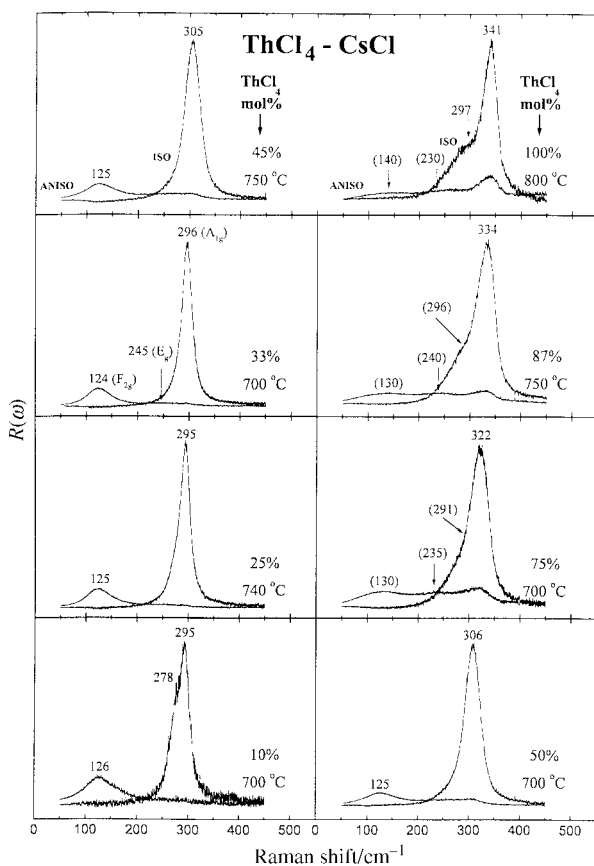 ThCl4 - CsCl
305
ThCl4
mol%
45%
750 °C
125
ISO
ANISO
341
297
ISO
(230)
(140)
ANISO
ThCl4
mol%
100%
800 °C
296 (A1g)
245 (Eg)
124 (F2g)
33%
700 °C
334
(296)
(240)
(130)
87%
750 °C
295
125
25%
740 °C
322
(291)
(235)
(130)
75%
700 °C
295
278
126
10%
700 °C
306
125
50%
700 °C
R(ω)
0 100 200 300 400 500 0 100 200 300 400 500
Raman shift/cm⁻¹